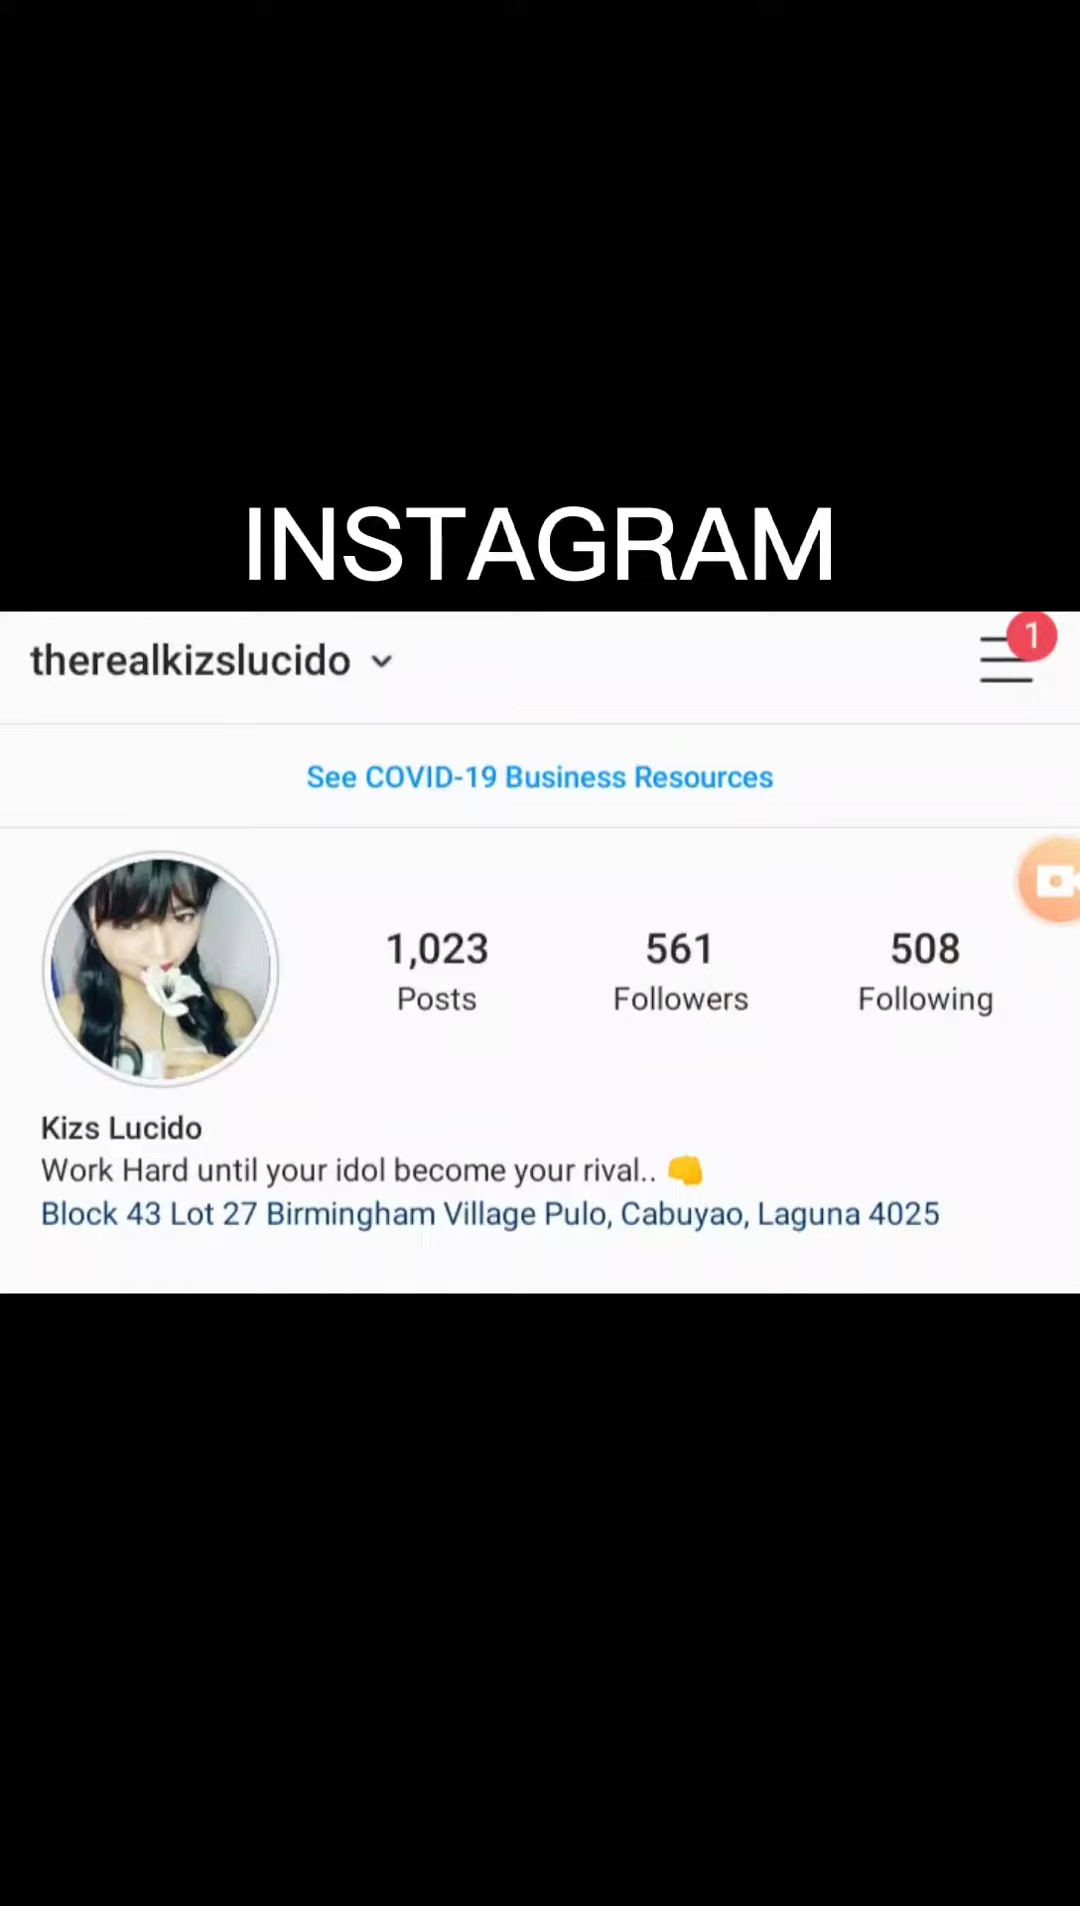 INSTAGRAM
therealkizslucido
1
See COVID-19 Business Resources
1,023 561 508
Posts Followers Following
Kizs Lucido
Work Hard until your idol become your rival.. 👊
Block 43 Lot 27 Birmingham Village Pulo, Cabuyao, Laguna 4025